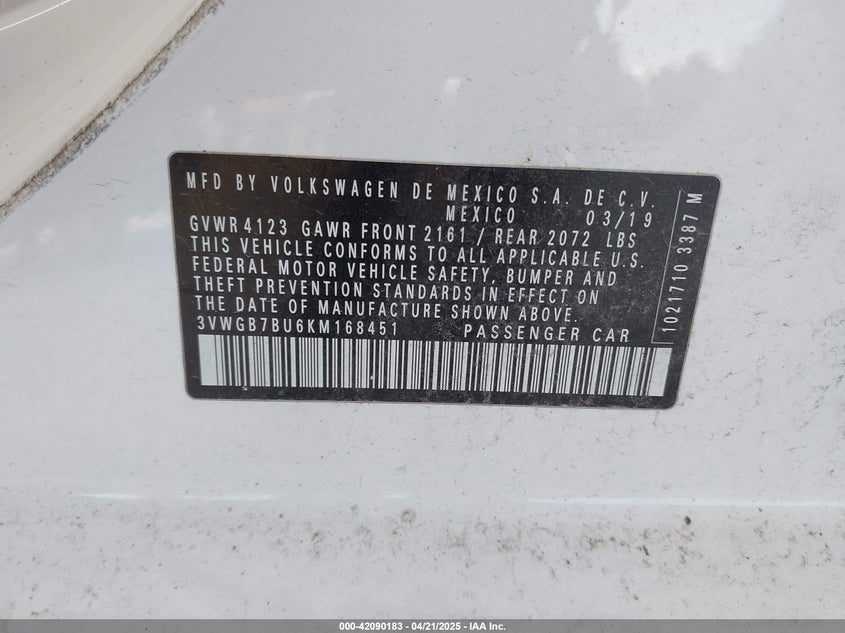 MFD BY VOLKSWAGEN DE MEXICO S.A. DE C.V.
MEXICO 03/19
GVWR 4123 GAWR FRONT 2161 / REAR 2072 LBS
THIS VEHICLE CONFORMS TO ALL APPLICABLE U.S.
FEDERAL MOTOR VEHICLE SAFETY, BUMPER AND
THEFT PREVENTION STANDARDS IN EFFECT ON
THE DATE OF MANUFACTURE SHOWN ABOVE.
3VWGB7BU6KM168451 PASSENGER CAR
1021710 3387 M
000-42090183 - 04/21/2025 - IAA Inc.